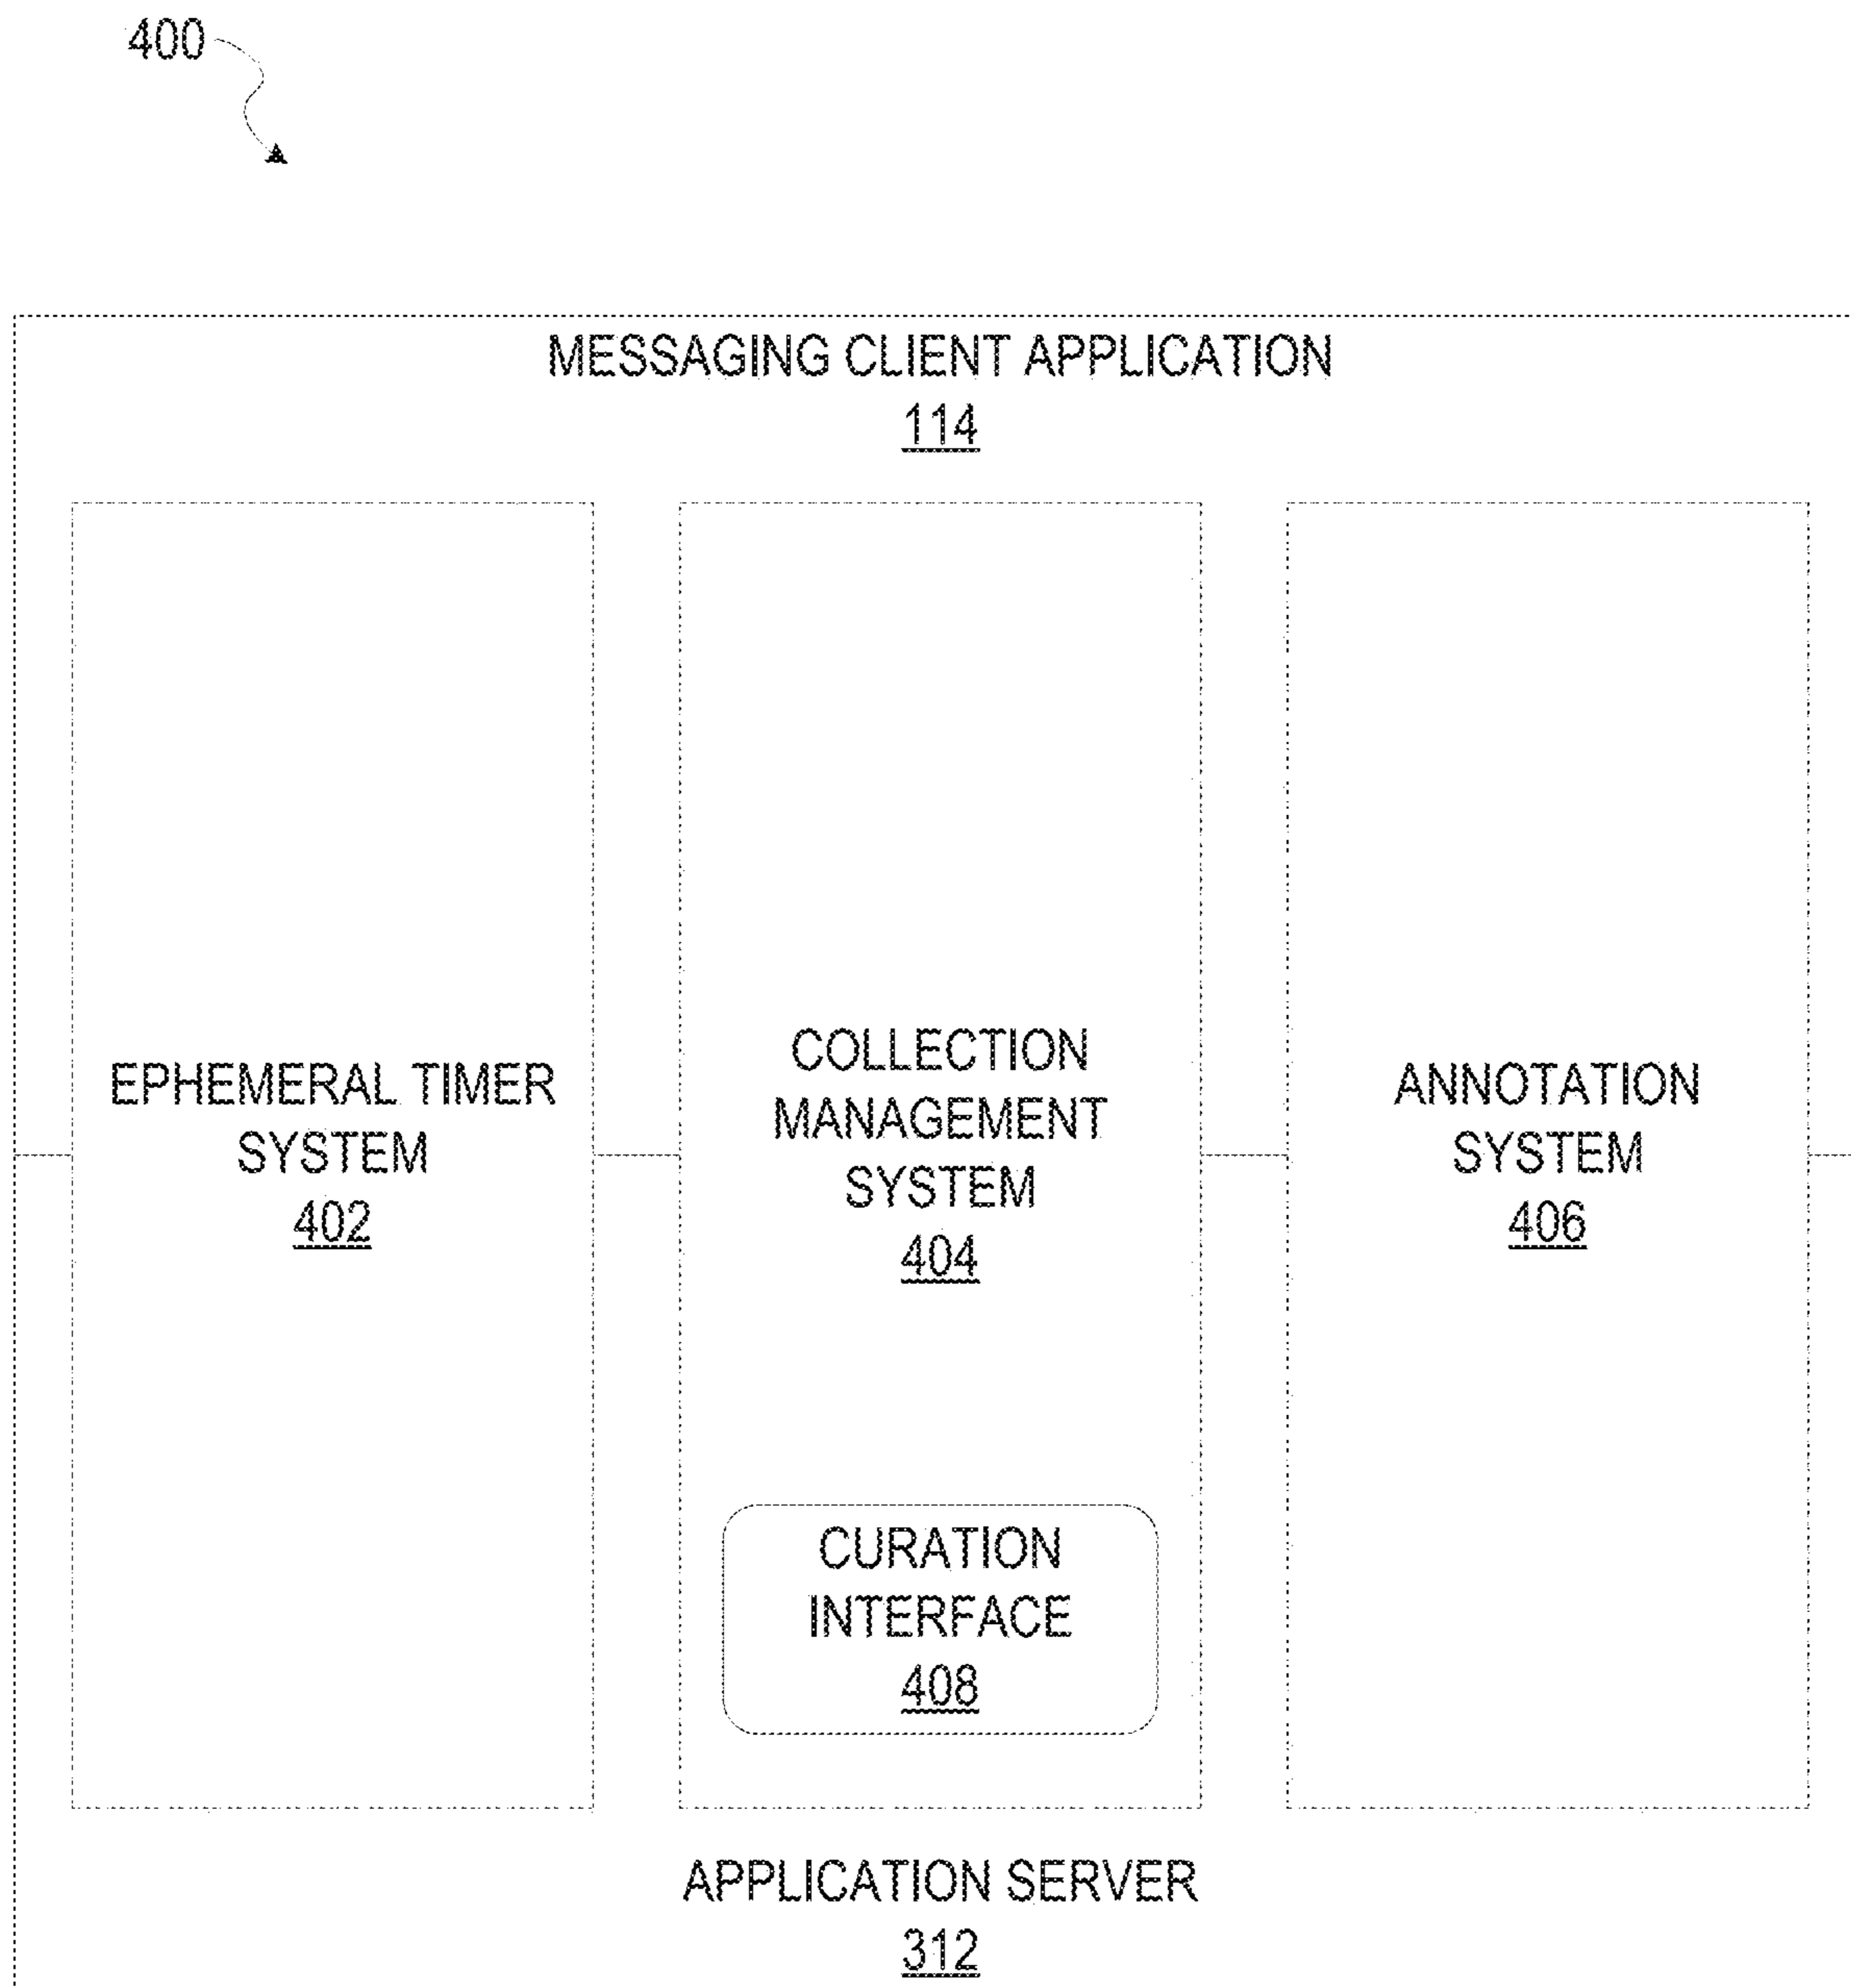 400
MESSAGING CLIENT APPLICATION
114
EPHEMERAL TIMER
SYSTEM
402
COLLECTION
MANAGEMENT
SYSTEM
404
ANNOTATION
SYSTEM
406
CURATION
INTERFACE
408
APPLICATION SERVER
312